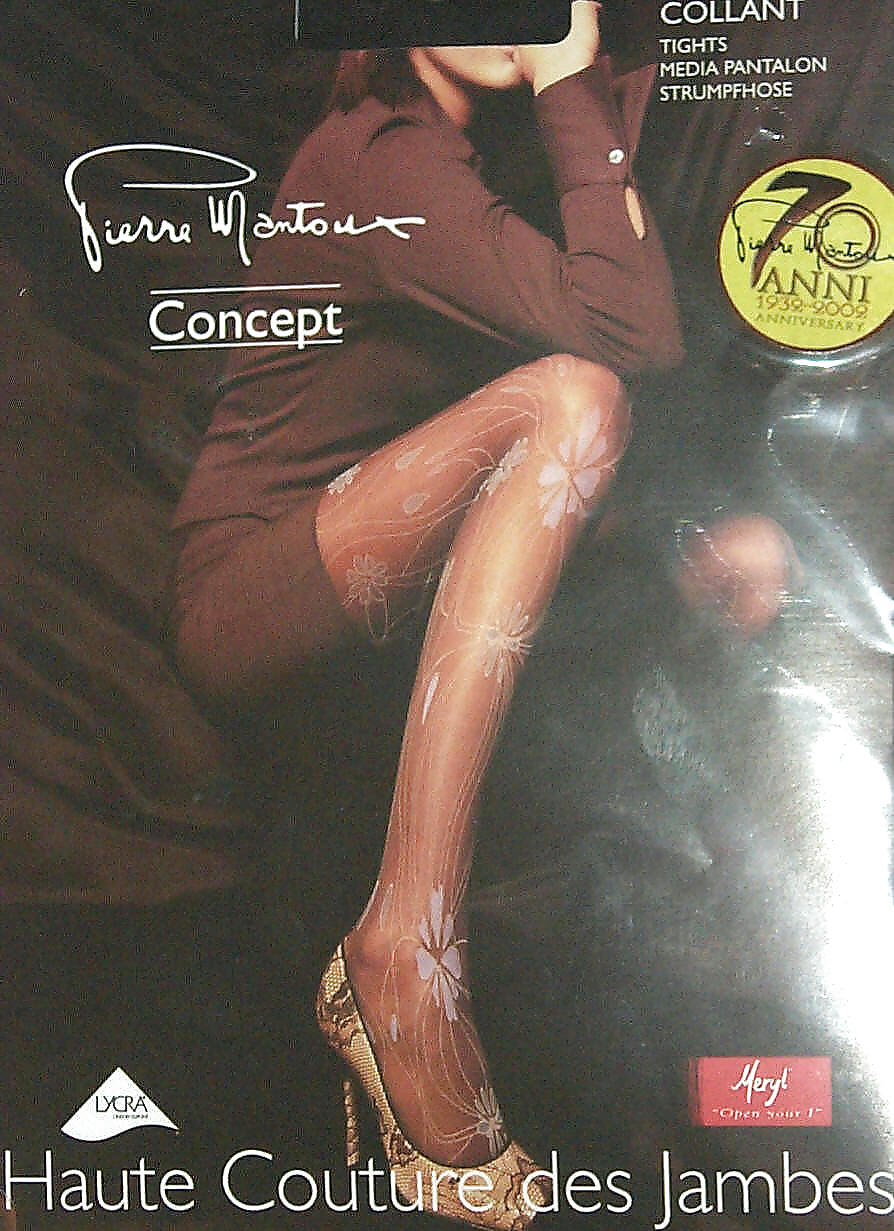 COLLANT
TIGHTS
MEDIA PANTALON
STRUMPFHOSE
Pierre Mantoux
Concept
70
Pierre Mantoux
ANNI
1939-2009
ANNIVERSARY
LYCRA
Meryl
"Open your I"
Haute Couture des Jambes